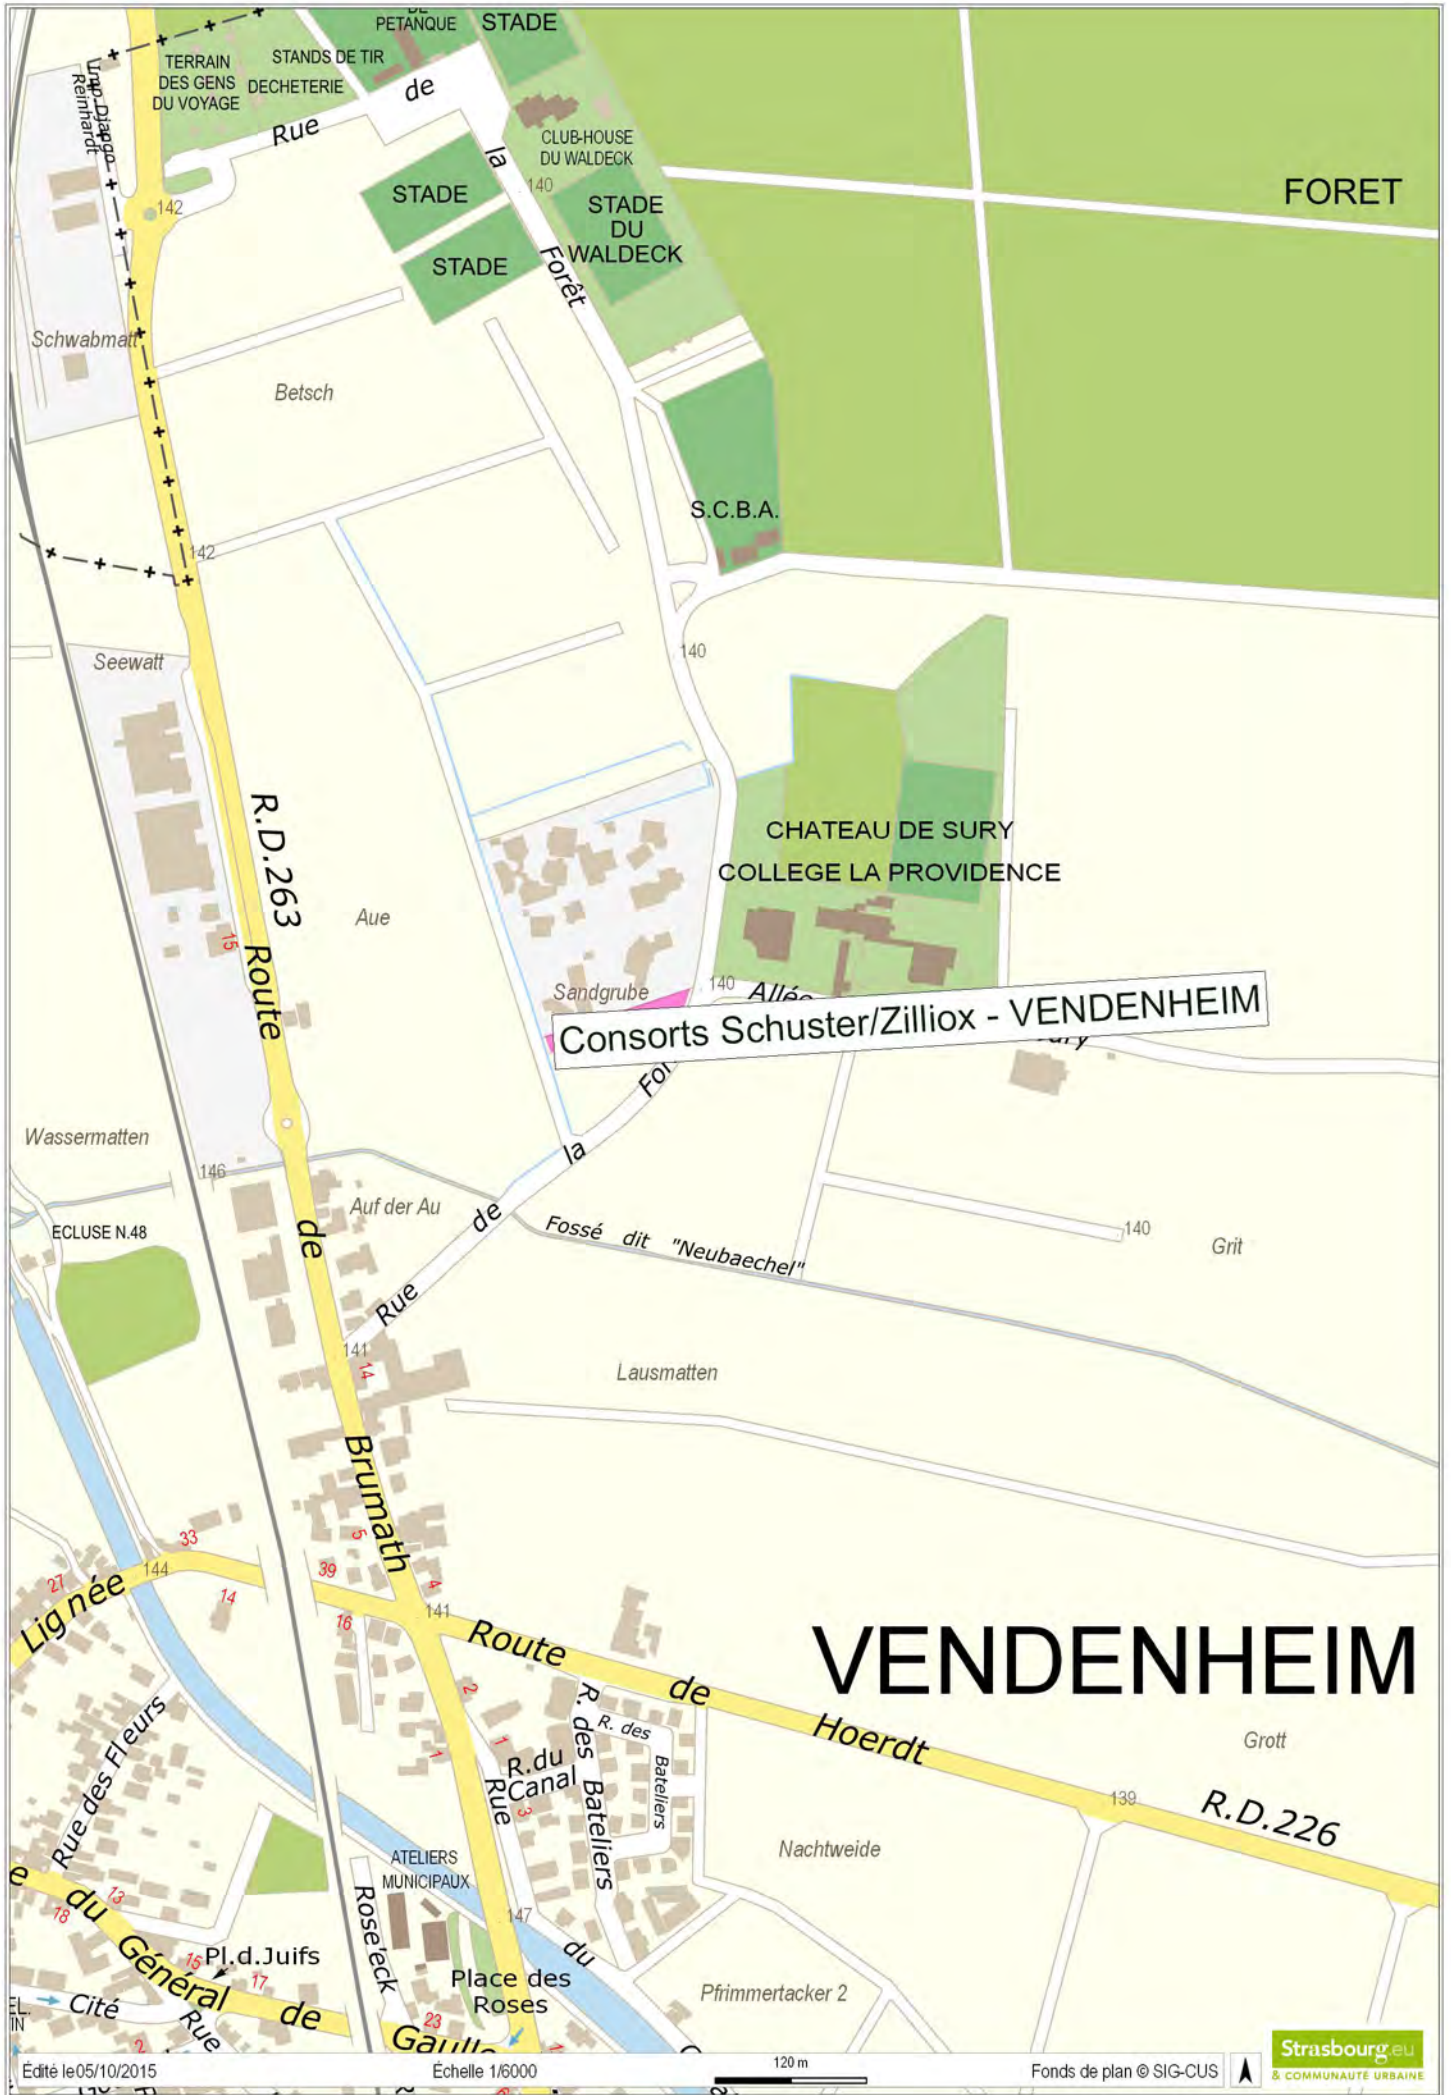 PETANQUE
STADE
STANDS DE TIR
TERRAIN
DES GENS
DU VOYAGE
DECHETERIE
Imp.Django
Reinhardt
Rue
de
la
Forêt
CLUB-HOUSE
DU WALDECK
140
STADE
STADE
DU
WALDECK
FORET
142
STADE
Schwabmatt
Betsch
S.C.B.A.
142
Seewatt
140
R.D.263
CHATEAU DE SURY
COLLEGE LA PROVIDENCE
Aue
15
Route
Sandgrube
140
Consorts Schuster/Zilliox - VENDENHEIM
Wassermatten
146
la
Auf der Au
de
Fossé dit "Neubaechel"
140
Grit
ECLUSE N.48
de
Rue
141
14
Lausmatten
Brumath
5
33
27
144
39
14
4
16
141
Lignée
Route
de
Hoerdt
VENDENHEIM
2
R. des
Bateliers
R. des Bateliers
Grott
Rue des Fleurs
1
1
R.du
Canal
Rue
3
139
R.D.226
Nachtweide
ATELIERS
MUNICIPAUX
Rose'eck
13
18
du
147
du
Général
15
Pl.d.Juifs
17
de
Place des
Roses
Pfrimmertacker 2
Cité
Rue
23
Gaulle
Édité le05/10/2015
Échelle 1/6000
120 m
Fonds de plan © SIG-CUS
Strasbourg.eu
& COMMUNAUTÉ URBAINE